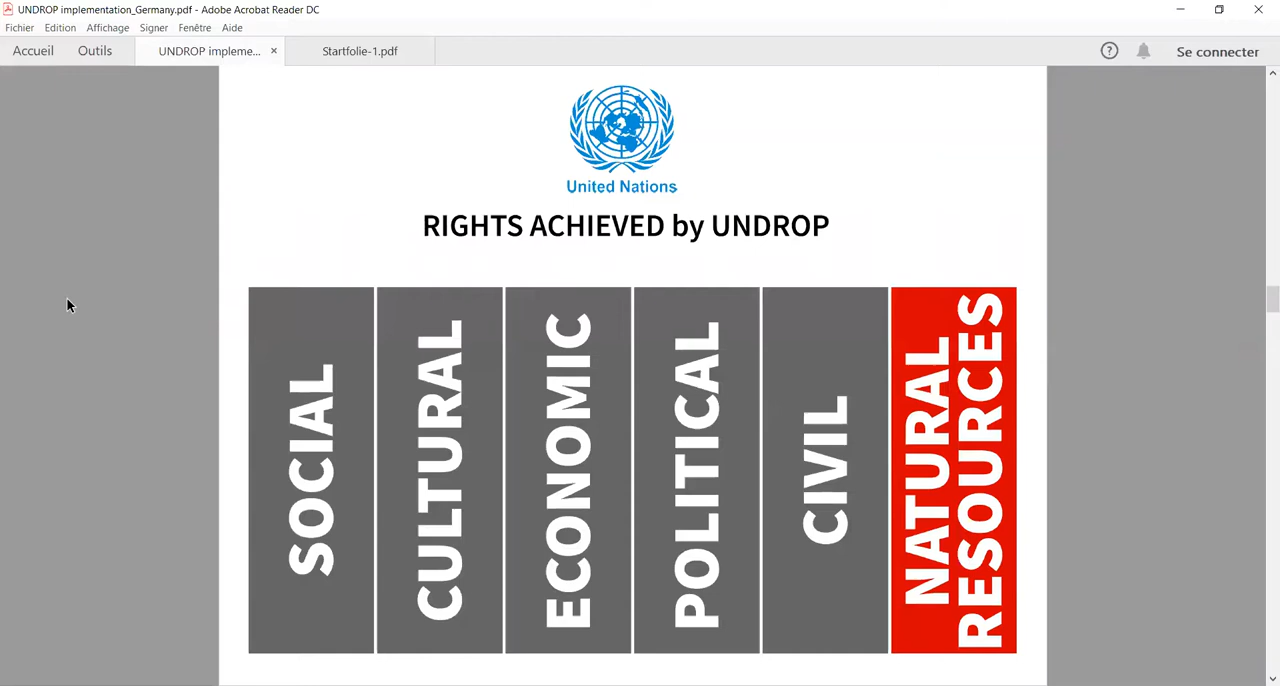 UNDROP implementation_Germany.pdf - Adobe Acrobat Reader DC
Fichier Edition Affichage Signer Fenêtre Aide
Accueil Outils UNDROP impleme... × Startfolie-1.pdf ? Se connecter
United Nations
RIGHTS ACHIEVED by UNDROP
SOCIAL
CULTURAL
ECONOMIC
POLITICAL
CIVIL
NATURAL
RESOURCES